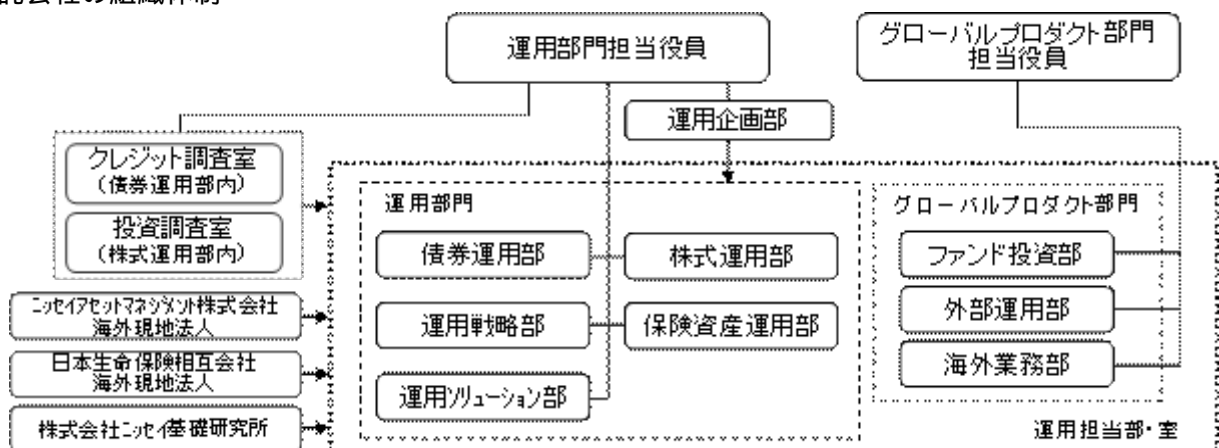 託会社の組織体制
運用部門担当役員
グローバルプロダクト部門
担当役員
運用企画部
クレジット調査室
(債券運用部内)
投資調査室
(株式運用部内)
運用部門
グローバルプロダクト部門
債券運用部
株式運用部
ファンド投資部
ニッセイアセットマネジメント株式会社
海外現地法人
運用戦略部
保険資産運用部
外部運用部
日本生命保険相互会社
海外現地法人
海外業務部
運用ソリューション部
株式会社ニッセイ基礎研究所
運用担当部・室